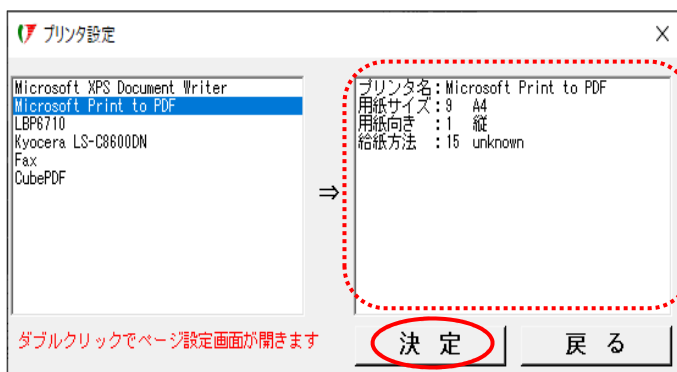 プリンタ設定
Microsoft XPS Document Writer
Microsoft Print to PDF
LBP6710
Kyocera LS-C8600DN
Fax
CubePDF
⇒
プリンタ名:Microsoft Print to PDF
用紙サイズ:9 A4
用紙向き :1 縦
給紙方法 :15 unknown
ダブルクリックでページ設定画面が開きます
決 定
戻 る